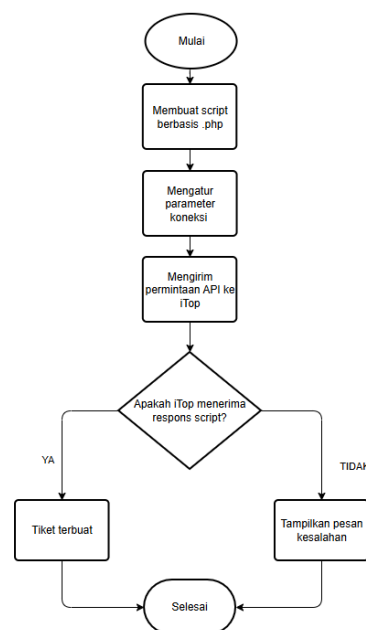 Mulai
Membuat script
berbasis .php
Mengatur
parameter
koneksi
Mengirim
permintaan API ke
iTop
Apakah iTop menerima
respons script?
YA
TIDAK
Tiket terbuat
Tampilkan pesan
kesalahan
Selesai